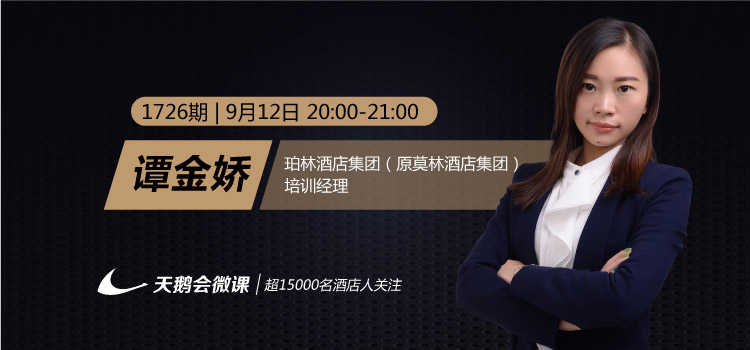 1726期 | 9月12日 20:00-21:00
谭金娇
珀林酒店集团（原莫林酒店集团）
培训经理
天鹅会微课 | 超15000名酒店人关注